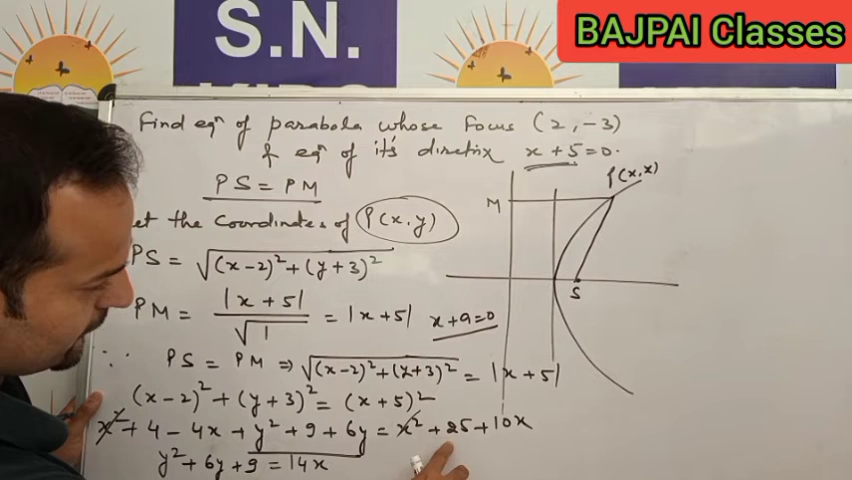 BAJPAI Classes
S.N.
Find eqⁿ of parabola whose Focus (2, -3)
& eqⁿ of it's directrix x + 5 = 0.
PS = PM
et the Coordinates of P(x, y)
PS = √((x-2)² + (y+3)²)
PM = |x + 5| / √1 = |x + 5| x + a = 0
∵ PS = PM ⇒ √((x-2)² + (y+3)²) = |x + 5|
(x-2)² + (y+3)² = (x+5)²
x² + 4 - 4x + y² + 9 + 6y = x² + 25 + 10x
y² + 6y + 9 = 14x
P(x, x)
M
S